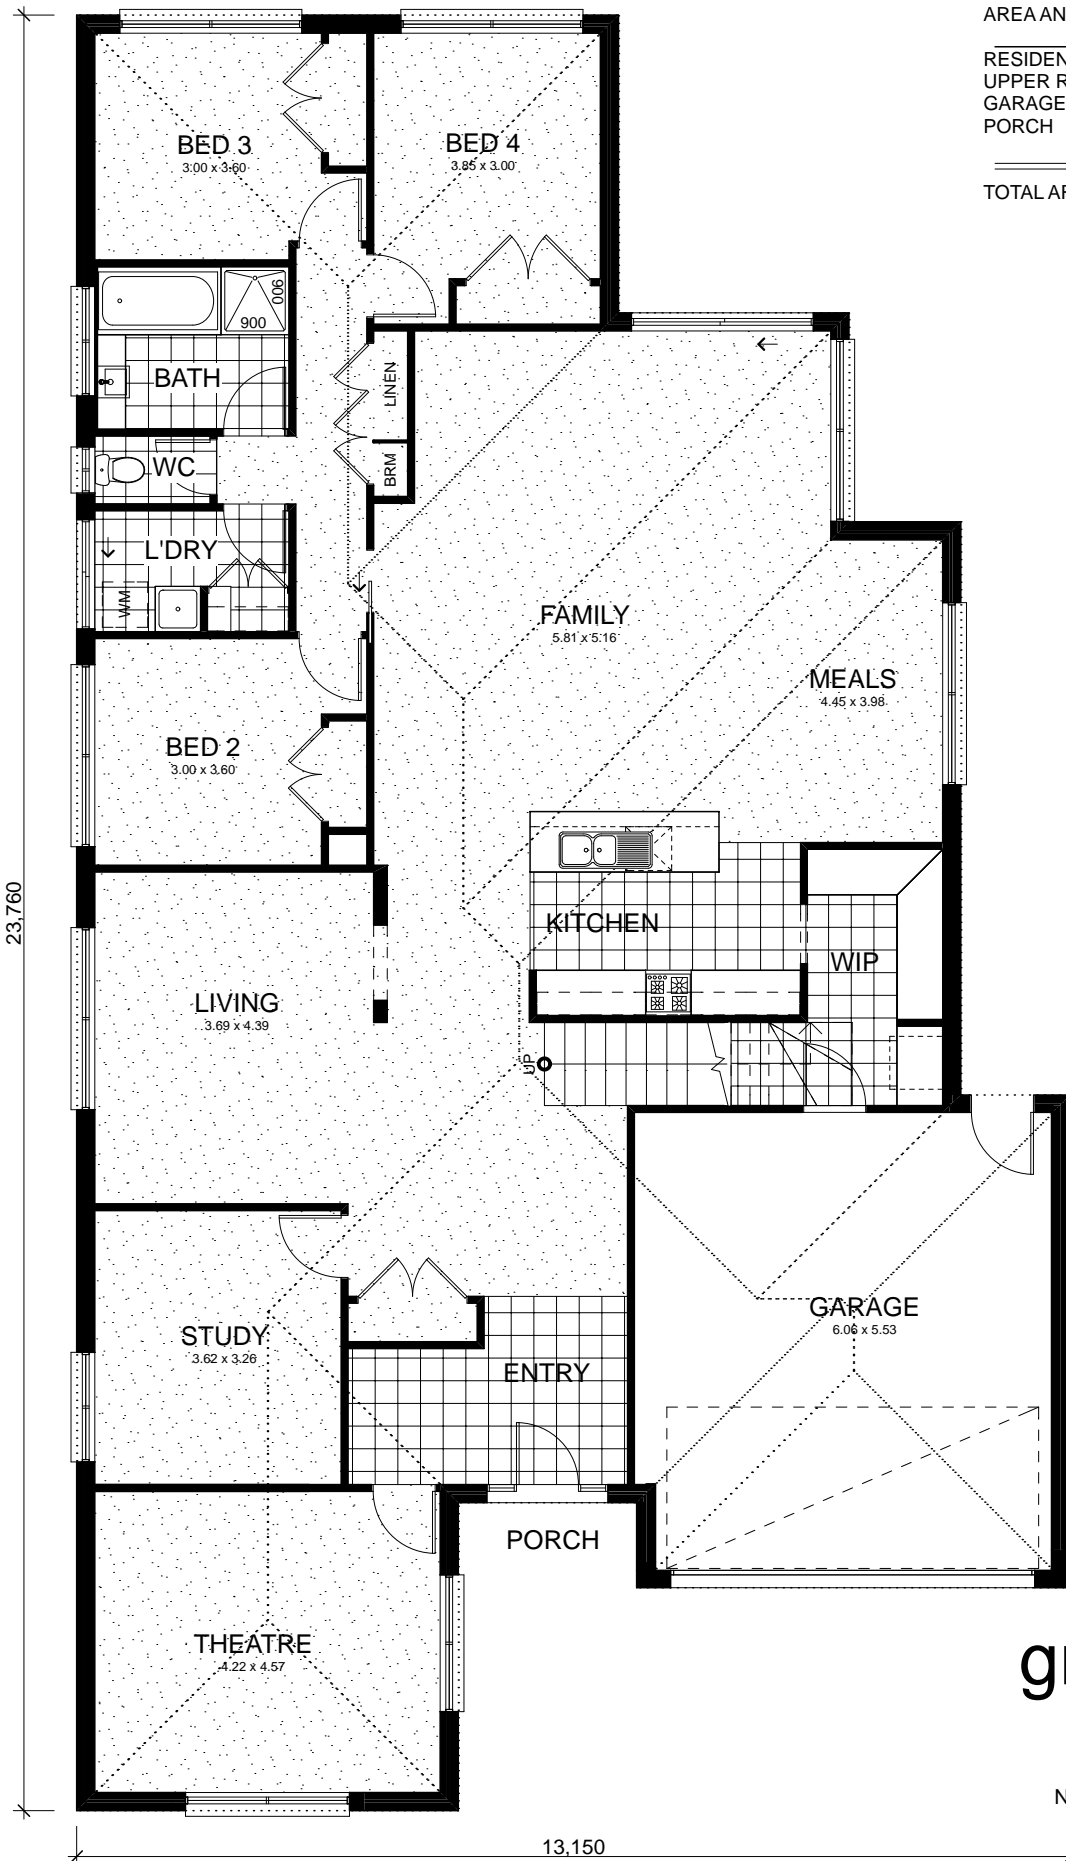 AREA AN
RESIDEN
UPPER R
GARAGE
PORCH
TOTAL AR
BED 3
3.00 x 3.60
BED 4
3.85 x 3.00
900
900
BATH
LINEN
BRM
WC
L'DRY
WM
FAMILY
5.81 x 5.16
MEALS
4.45 x 3.98
BED 2
3.00 x 3.60
23,760
KITCHEN
WIP
LIVING
3.69 x 4.39
UP
GARAGE
6.06 x 5.53
STUDY
3.62 x 3.26
ENTRY
PORCH
THEATRE
4.22 x 4.57
gr
N
13,150